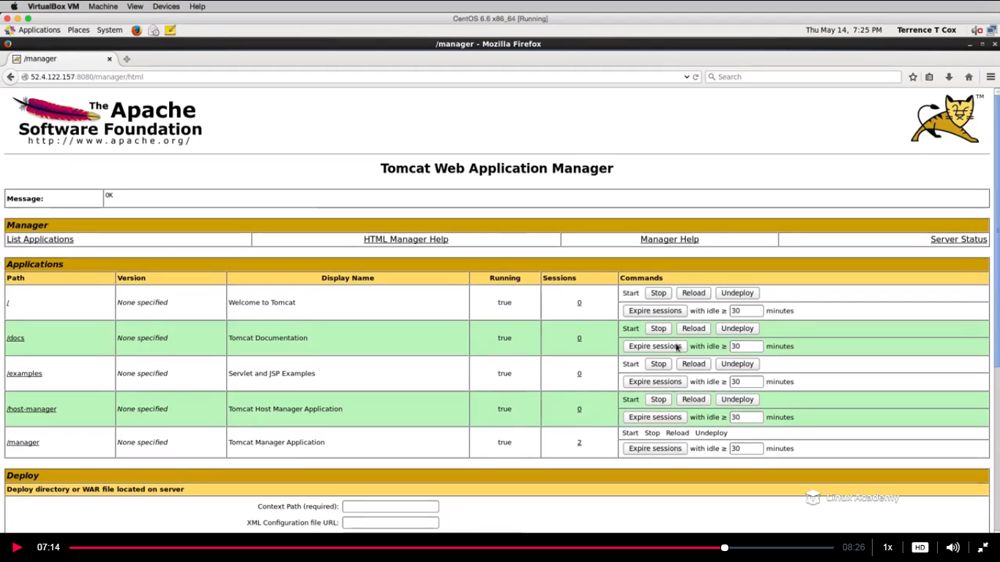 VirtualBox VM Machine View Devices Help
CentOS 6.6 x86_64 [Running]
Applications Places System Thu May 14, 7:25 PM Terrence T Cox
/manager - Mozilla Firefox
/manager
52.4.122.157:8080/manager/html Search
The Apache
Software Foundation
http://www.apache.org/
TM
Tomcat Web Application Manager
Message: OK
Manager
List Applications HTML Manager Help Manager Help Server Status
Applications
Path Version Display Name Running Sessions Commands
/ None specified Welcome to Tomcat true 0 Start Stop Reload Undeploy
Expire sessions with idle ≥ 30 minutes
/docs None specified Tomcat Documentation true 0 Start Stop Reload Undeploy
Expire sessions with idle ≥ 30 minutes
/examples None specified Servlet and JSP Examples true 0 Start Stop Reload Undeploy
Expire sessions with idle ≥ 30 minutes
/host-manager None specified Tomcat Host Manager Application true 0 Start Stop Reload Undeploy
Expire sessions with idle ≥ 30 minutes
/manager None specified Tomcat Manager Application true 2 Start Stop Reload Undeploy
Expire sessions with idle ≥ 30 minutes
Deploy
Deploy directory or WAR file located on server
Context Path (required):
XML Configuration file URL:
Linux Academy
07:14 08:26 1x HD